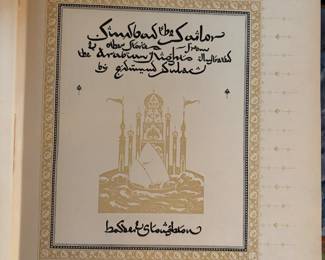 Sindbad the Sailor
& other stories from
the Arabian Nights illustrated
by Edmund Dulac
hodder & stoughton